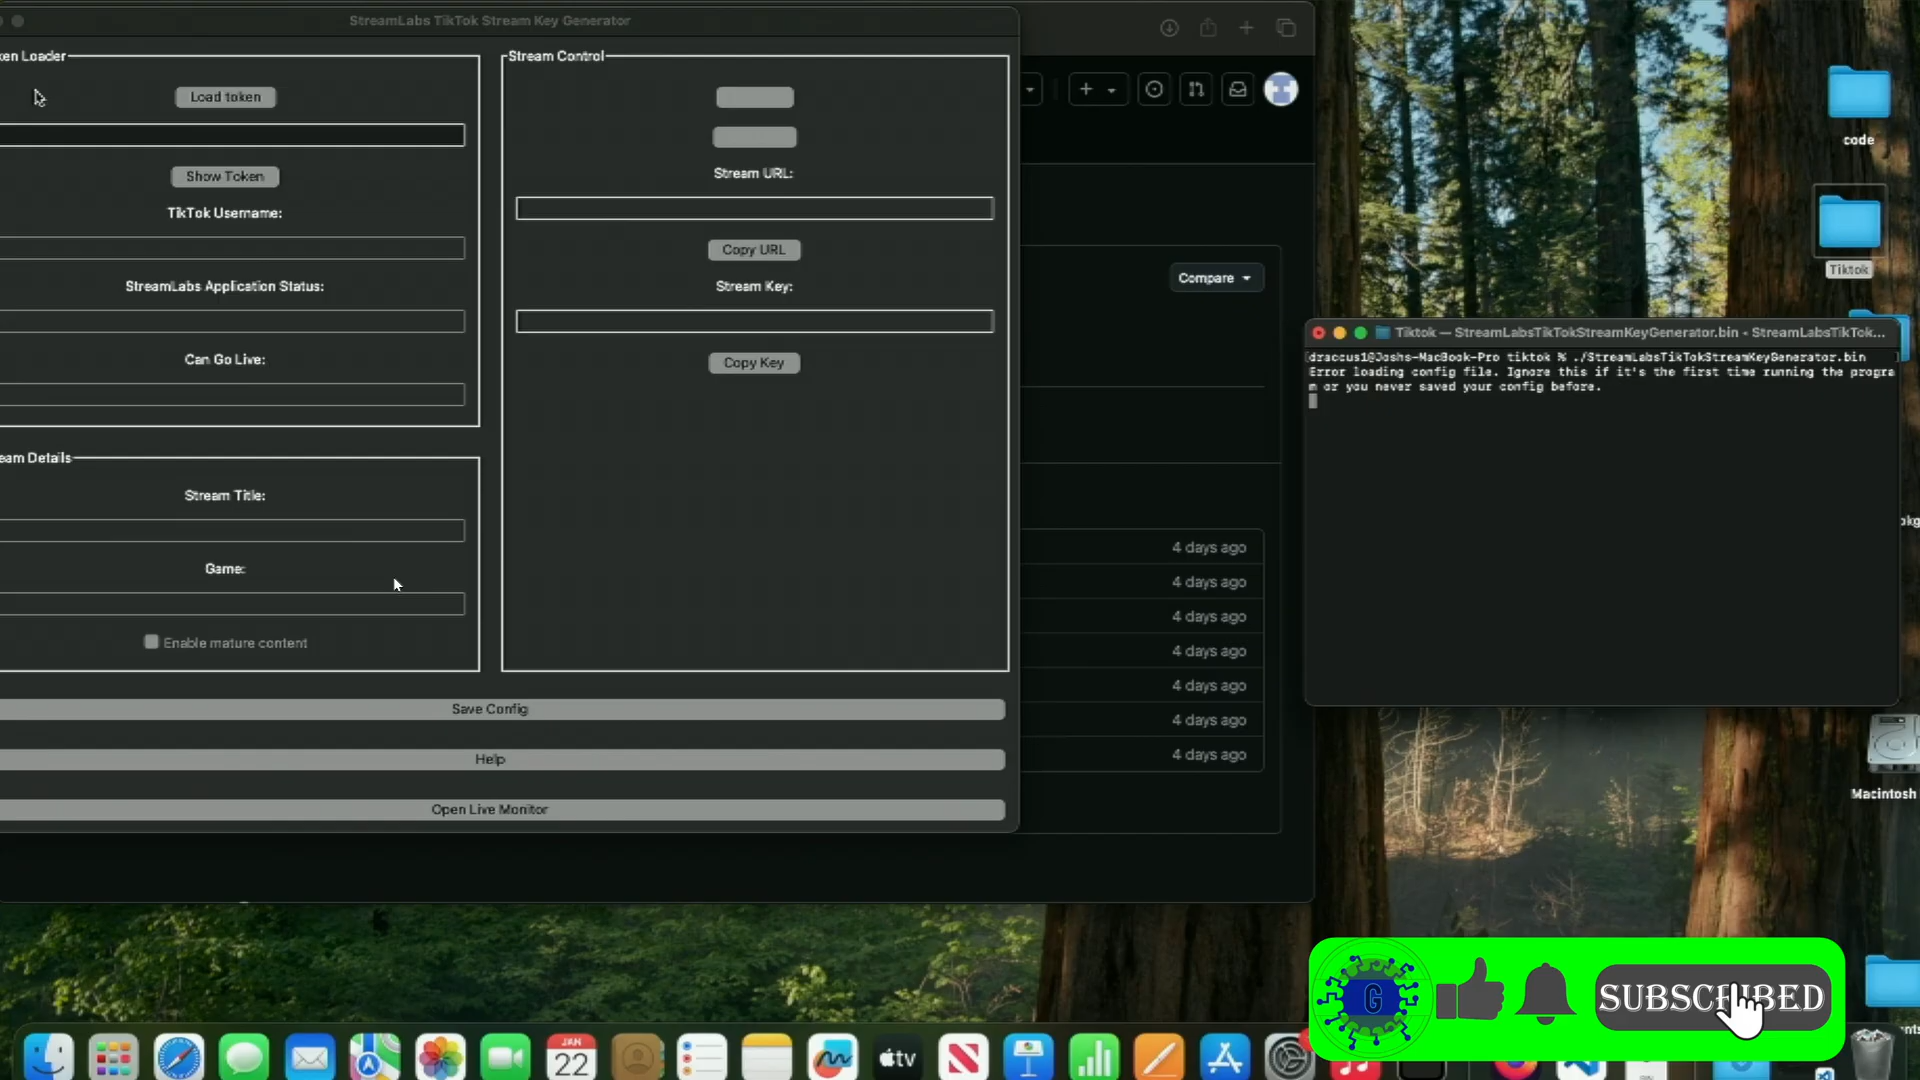 StreamLabs TikTok Stream Key Generator
en Loader
Load token
Show Token
TikTok Username:
StreamLabs Application Status:
Can Go Live:
eam Details
Stream Title:
Game:
Enable mature content
Stream Control
Stream URL:
Copy URL
Stream Key:
Copy Key
Save Config
Help
Open Live Monitor
Compare
4 days ago
4 days ago
4 days ago
4 days ago
4 days ago
4 days ago
4 days ago
code
Tiktok
Tiktok — StreamLabsTikTokStreamKeyGenerator.bin - StreamLabsTikTok...
[draccus1@Joshs-MacBook-Pro tiktok % ./StreamLabsTikTokStreamKeyGenerator.bin ]
Error loading config file. Ignore this if it's the first time running the progra
m or you never saved your config before.
Macintosh
G
SUBSCRIBED
JAN
22
tv